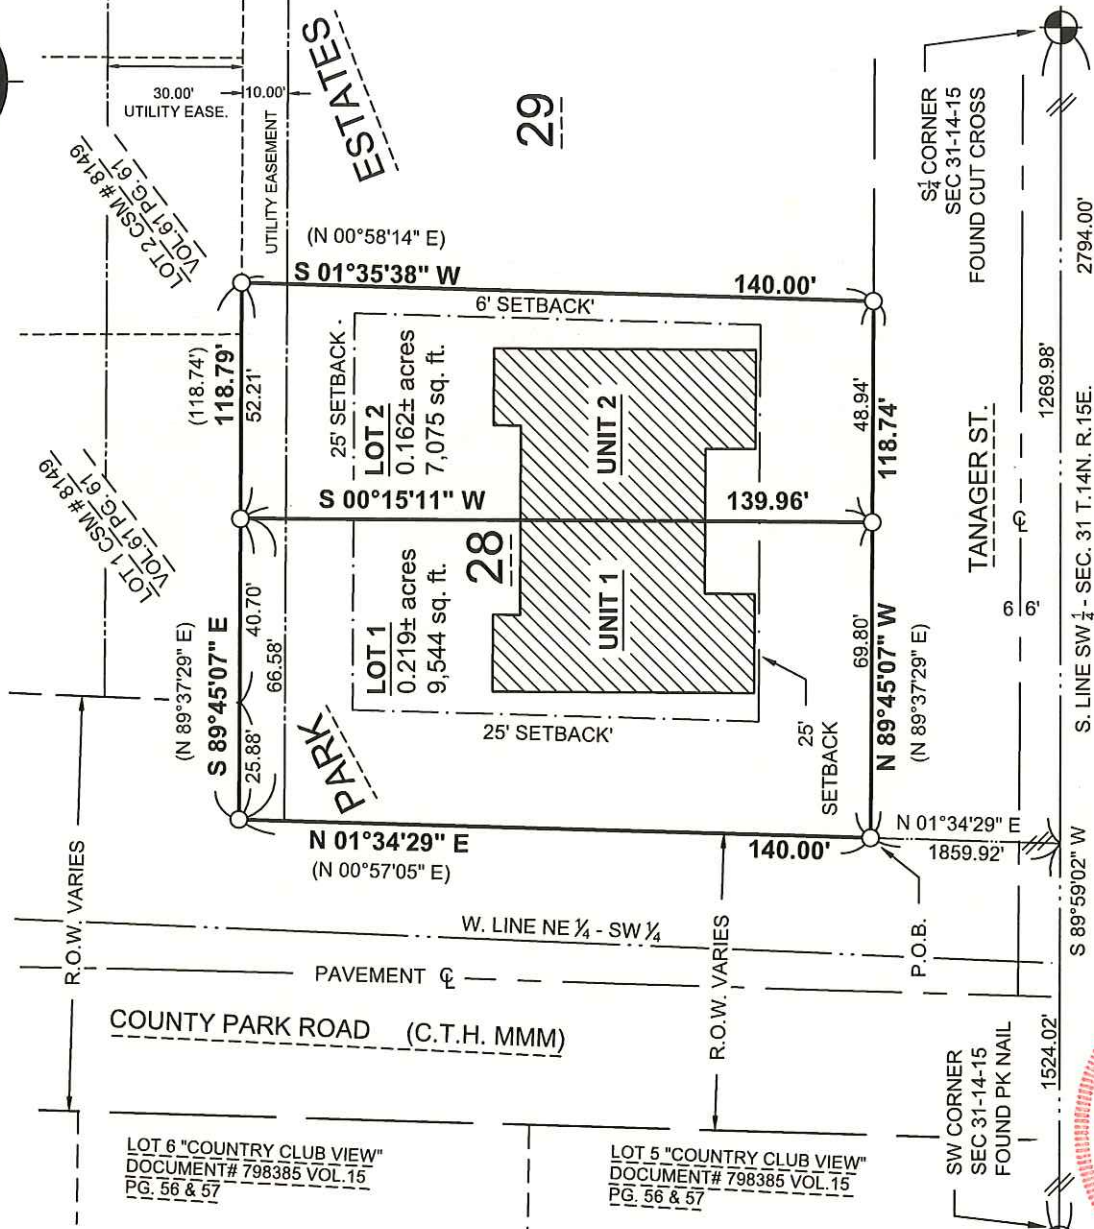 30.00'
UTILITY EASE.
10.00'
UTILITY EASEMENT
ESTATES
29
S¼ CORNER
SEC 31-14-15
FOUND CUT CROSS
LOT 2 CSM # 8149
VOL.61 PG. 61
(N 00°58'14" E)
S 01°35'38" W
140.00'
6' SETBACK'
2794.00'
(118.74')
118.79'
52.21'
25' SETBACK
LOT 2
0.162± acres
7,075 sq. ft.
UNIT 2
48.94'
118.74'
1269.98'
TANAGER ST.
LOT 1 CSM # 8149
VOL.61 PG. 61
S 00°15'11" W
139.96'
28
LOT 1
0.219± acres
9,544 sq. ft.
UNIT 1
69.80'
66'
S. LINE SW ¼ - SEC. 31 T.14N. R.15E.
(N 89°37'29" E)
S 89°45'07" E
40.70'
25.88'
66.58'
25' SETBACK'
25'
SETBACK
N 89°45'07" W
(N 89°37'29" E)
PARK
N 01°34'29" E
(N 00°57'05" E)
140.00'
N 01°34'29" E
1859.92'
P.O.B.
S 89°59'02" W
R.O.W. VARIES
W. LINE NE ¼ - SW ¼
R.O.W. VARIES
PAVEMENT ℄
COUNTY PARK ROAD (C.T.H. MMM)
1524.02'
SW CORNER
SEC 31-14-15
FOUND PK NAIL
LOT 6 "COUNTRY CLUB VIEW"
DOCUMENT# 798385 VOL.15
PG. 56 & 57
LOT 5 "COUNTRY CLUB VIEW"
DOCUMENT# 798385 VOL.15
PG. 56 & 57